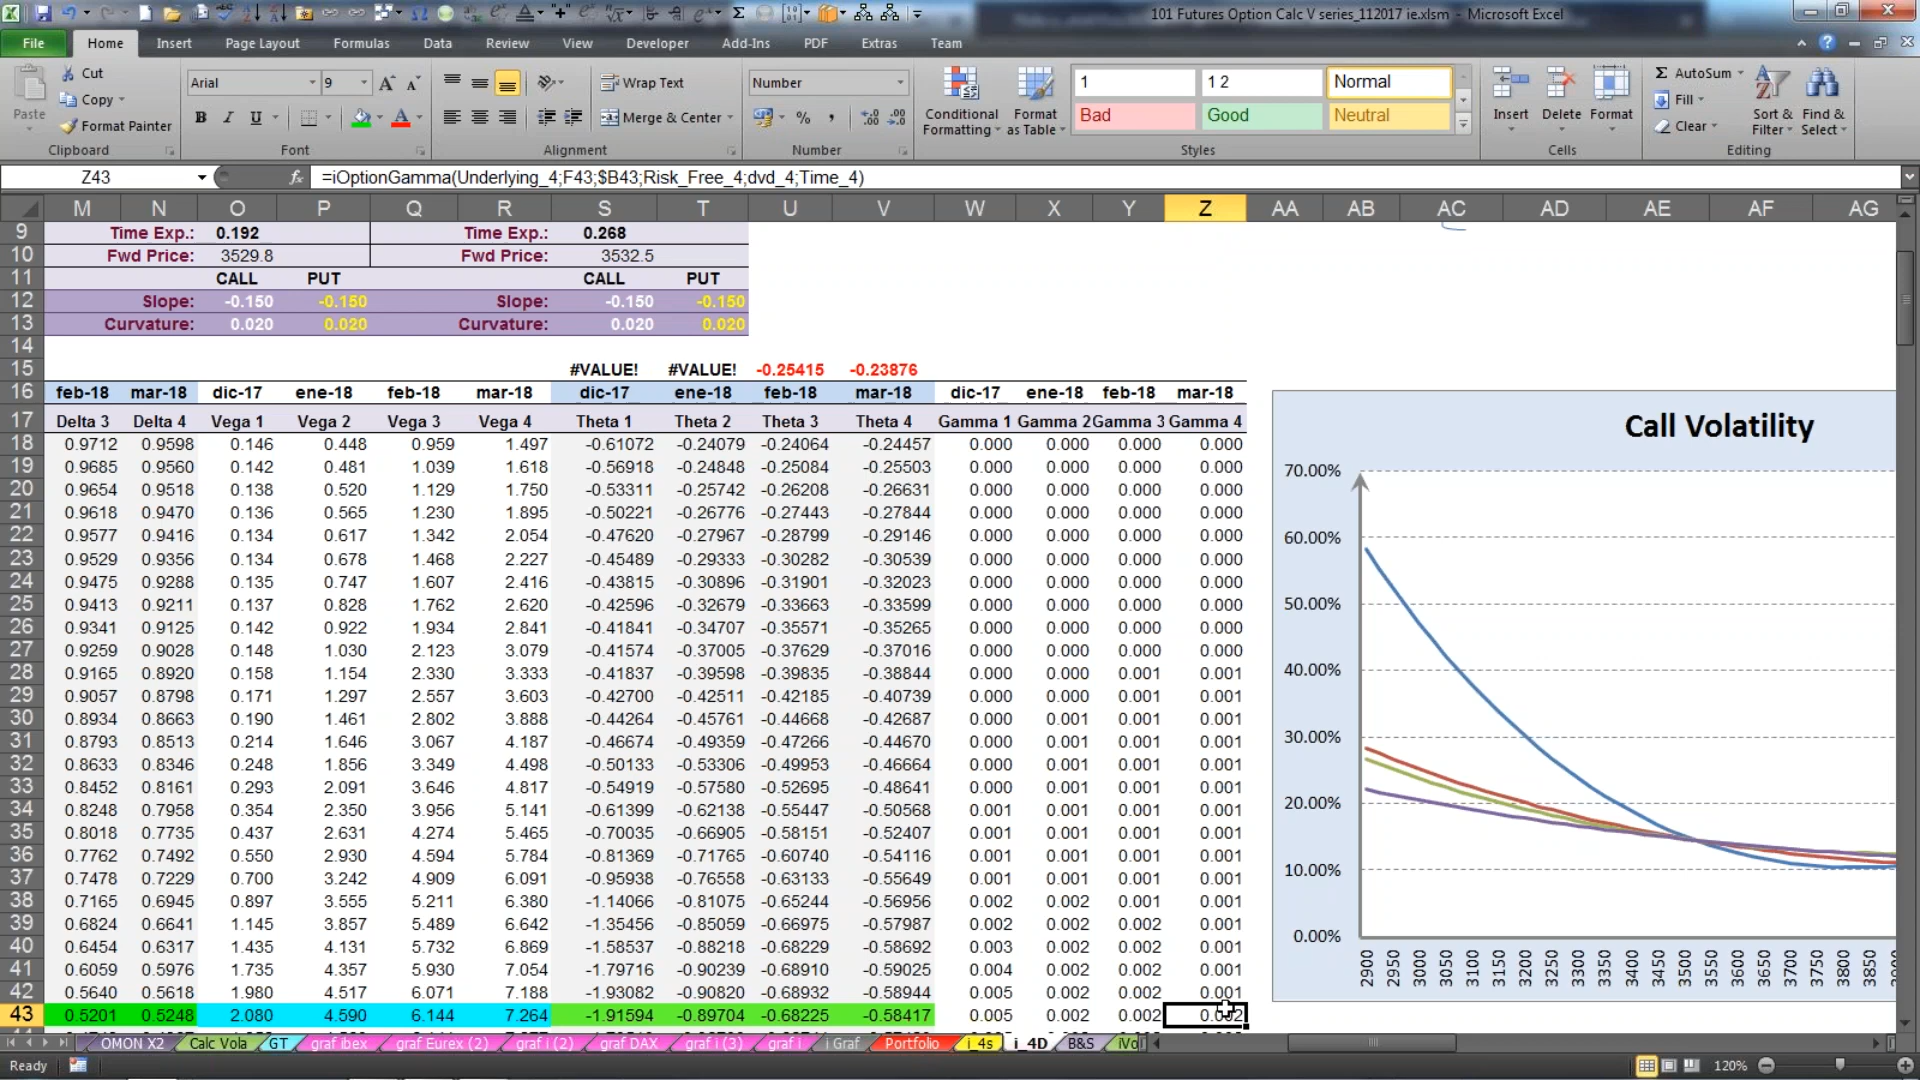 101 Futures Option Calc V series_112017 ie.xlsm - Microsoft Excel
File Home Insert Page Layout Formulas Data Review View Developer Add-Ins PDF Extras Team
Cut Arial 9 Wrap Text Number 1 1 2 Normal AutoSum
Copy Bad Good Neutral Fill
Paste Format Painter Merge & Center Conditional Formatting Format as Table Insert Delete Format Clear Sort & Filter Find & Select
Clipboard Font Alignment Number Styles Cells Editing
Z43 =iOptionGamma(Underlying_4;F43;$B43;Risk_Free_4;dvd_4;Time_4)
M N O P Q R S T U V W X Y Z AA AB AC AD AE AF AG
9 Time Exp.: 0.192 Time Exp.: 0.268
10 Fwd Price: 3529.8 Fwd Price: 3532.5
11 CALL PUT CALL PUT
12 Slope: -0.150 -0.150 Slope: -0.150 -0.150
13 Curvature: 0.020 0.020 Curvature: 0.020 0.020
14
15 #VALUE! #VALUE! -0.25415 -0.23876
16 feb-18 mar-18 dic-17 ene-18 feb-18 mar-18 dic-17 ene-18 feb-18 mar-18 dic-17 ene-18 feb-18 mar-18
17 Delta 3 Delta 4 Vega 1 Vega 2 Vega 3 Vega 4 Theta 1 Theta 2 Theta 3 Theta 4 Gamma 1 Gamma 2 Gamma 3 Gamma 4
18 0.9712 0.9598 0.146 0.448 0.959 1.497 -0.61072 -0.24079 -0.24064 -0.24457 0.000 0.000 0.000 0.000
19 0.9685 0.9560 0.142 0.481 1.039 1.618 -0.56918 -0.24848 -0.25084 -0.25503 0.000 0.000 0.000 0.000
20 0.9654 0.9518 0.138 0.520 1.129 1.750 -0.53311 -0.25742 -0.26208 -0.26631 0.000 0.000 0.000 0.000
21 0.9618 0.9470 0.136 0.565 1.230 1.895 -0.50221 -0.26776 -0.27443 -0.27844 0.000 0.000 0.000 0.000
22 0.9577 0.9416 0.134 0.617 1.342 2.054 -0.47620 -0.27967 -0.28799 -0.29146 0.000 0.000 0.000 0.000
23 0.9529 0.9356 0.134 0.678 1.468 2.227 -0.45489 -0.29333 -0.30282 -0.30539 0.000 0.000 0.000 0.000
24 0.9475 0.9288 0.135 0.747 1.607 2.416 -0.43815 -0.30896 -0.31901 -0.32023 0.000 0.000 0.000 0.000
25 0.9413 0.9211 0.137 0.828 1.762 2.620 -0.42596 -0.32679 -0.33663 -0.33599 0.000 0.000 0.000 0.000
26 0.9341 0.9125 0.142 0.922 1.934 2.841 -0.41841 -0.34707 -0.35571 -0.35265 0.000 0.000 0.000 0.000
27 0.9259 0.9028 0.148 1.030 2.123 3.079 -0.41574 -0.37005 -0.37629 -0.37016 0.000 0.000 0.000 0.000
28 0.9165 0.8920 0.158 1.154 2.330 3.333 -0.41837 -0.39598 -0.39835 -0.38844 0.000 0.000 0.001 0.001
29 0.9057 0.8798 0.171 1.297 2.557 3.603 -0.42700 -0.42511 -0.42185 -0.40739 0.000 0.000 0.001 0.001
30 0.8934 0.8663 0.190 1.461 2.802 3.888 -0.44264 -0.45761 -0.44668 -0.42687 0.000 0.001 0.001 0.001
31 0.8793 0.8513 0.214 1.646 3.067 4.187 -0.46674 -0.49359 -0.47266 -0.44670 0.000 0.001 0.001 0.001
32 0.8633 0.8346 0.248 1.856 3.349 4.498 -0.50133 -0.53306 -0.49953 -0.46664 0.000 0.001 0.001 0.001
33 0.8452 0.8161 0.293 2.091 3.646 4.817 -0.54919 -0.57580 -0.52695 -0.48641 0.000 0.001 0.001 0.001
34 0.8248 0.7958 0.354 2.350 3.956 5.141 -0.61399 -0.62138 -0.55447 -0.50568 0.001 0.001 0.001 0.001
35 0.8018 0.7735 0.437 2.631 4.274 5.465 -0.70035 -0.66905 -0.58151 -0.52407 0.001 0.001 0.001 0.001
36 0.7762 0.7492 0.550 2.930 4.594 5.784 -0.81369 -0.71765 -0.60740 -0.54116 0.001 0.001 0.001 0.001
37 0.7478 0.7229 0.700 3.242 4.909 6.091 -0.95938 -0.76558 -0.63133 -0.55649 0.001 0.001 0.001 0.001
38 0.7165 0.6945 0.897 3.555 5.211 6.380 -1.14066 -0.81075 -0.65244 -0.56956 0.002 0.002 0.001 0.001
39 0.6824 0.6641 1.145 3.857 5.489 6.642 -1.35456 -0.85059 -0.66975 -0.57987 0.002 0.002 0.002 0.001
40 0.6454 0.6317 1.435 4.131 5.732 6.869 -1.58537 -0.88218 -0.68229 -0.58692 0.003 0.002 0.002 0.001
41 0.6059 0.5976 1.735 4.357 5.930 7.054 -1.79716 -0.90239 -0.68910 -0.59025 0.004 0.002 0.002 0.001
42 0.5640 0.5618 1.980 4.517 6.071 7.188 -1.93082 -0.90820 -0.68932 -0.58944 0.005 0.002 0.002 0.001
43 0.5201 0.5248 2.080 4.590 6.144 7.264 -1.91594 -0.89704 -0.68225 -0.58417 0.005 0.002 0.002 0.002
Call Volatility
70.00%
60.00%
50.00%
40.00%
30.00%
20.00%
10.00%
0.00%
2900 2950 3000 3050 3100 3150 3200 3250 3300 3350 3400 3450 3500 3550 3600 3650 3700 3750 3800 3850
OMON X2 Calc Vola GT graf ibex graf Eurex (2) graf i (2) graf DAX graf i (3) graf i i Graf Portfolio i_4s i_4D B&S iVo
Ready 120%